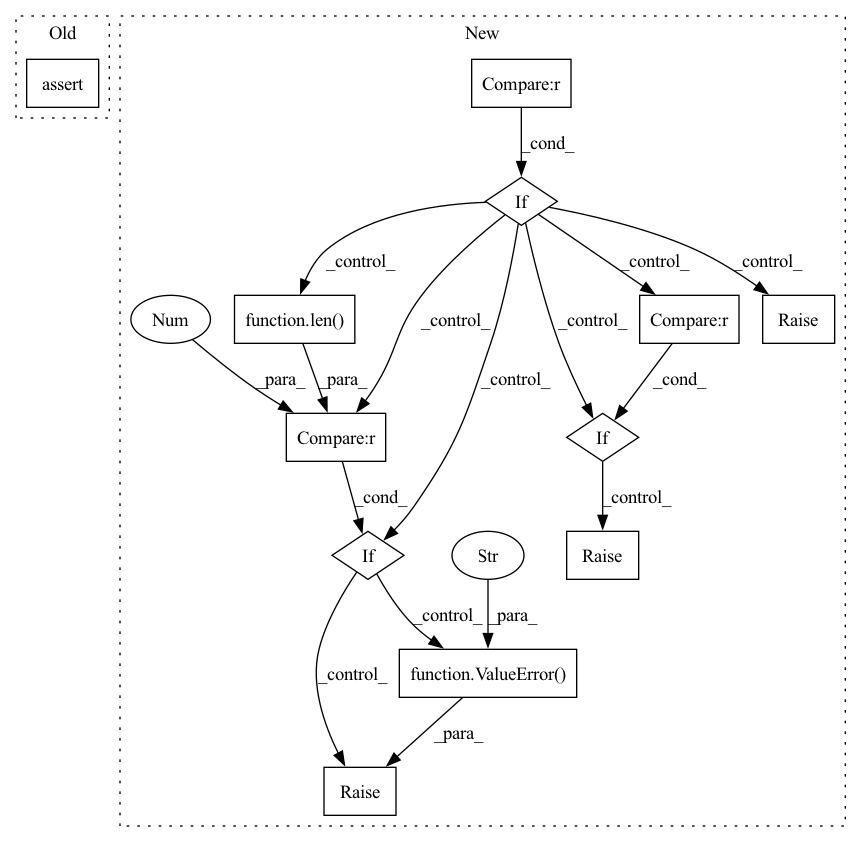 Old
New
assert
Compare:r
_cond_
If
_control_
_control_
_control_
Num
function.len()
_control_
_control_
Compare:r
Raise
_para_
_para_
_control_
_cond_
Compare:r
If
_cond_
_control_
If
Str
Raise
_control_
_para_
_control_
function.ValueError()
_para_
Raise